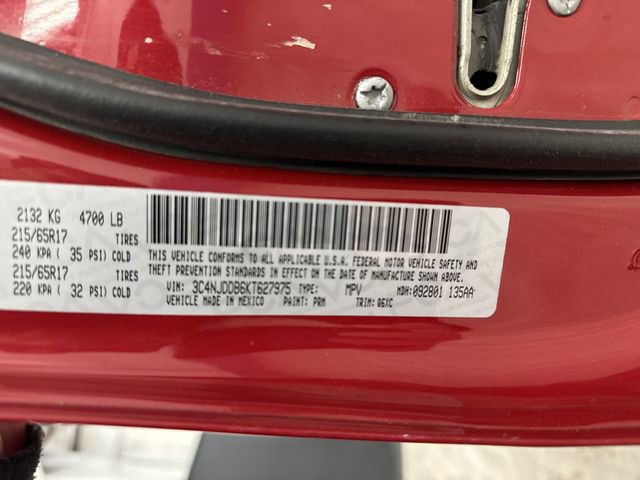 2132 KG 4700 LB
215/65R17 TIRES
240 KPA ( 35 PSI) COLD
215/65R17 TIRES
220 KPA ( 32 PSI) COLD
THIS VEHICLE CONFORMS TO ALL APPLICABLE U.S.A. FEDERAL MOTOR VEHICLE SAFETY AND
THEFT PREVENTION STANDARDS IN EFFECT ON THE DATE OF MANUFACTURE SHOWN ABOVE.
VIN: 3C4NJDDB6KT627975 TYPE: MPV MDH: 092801 135AA
VEHICLE MADE IN MEXICO PAINT: PRM TRIM: Q5XC